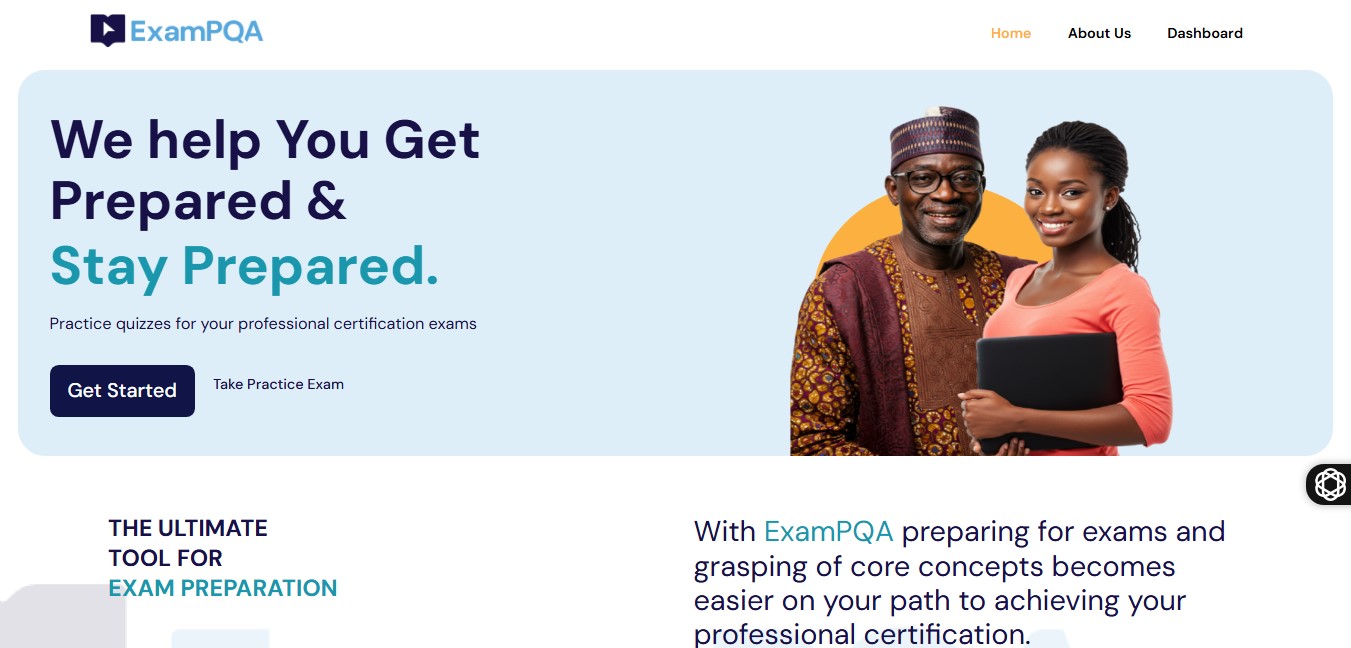 ExamPQA
Home
About Us
Dashboard
We help You Get
Prepared &
Stay Prepared.
Practice quizzes for your professional certification exams
Get Started
Take Practice Exam
THE ULTIMATE
TOOL FOR
EXAM PREPARATION
With ExamPQA preparing for exams and
grasping of core concepts becomes
easier on your path to achieving your
professional certification.